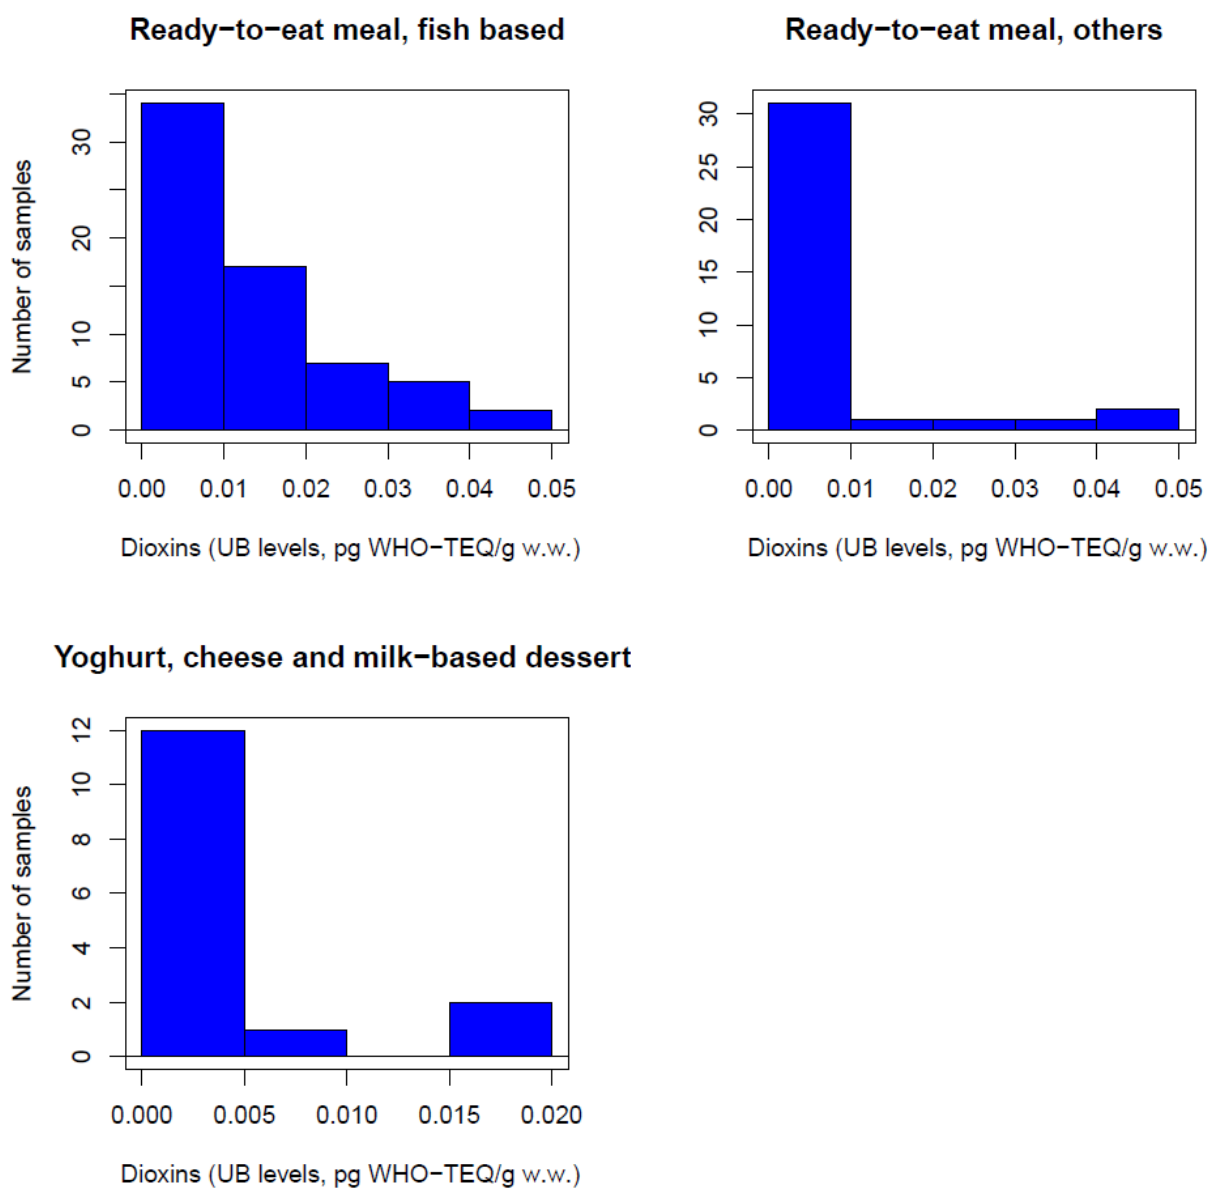 Ready−to−eat meal, fish based
Number of samples
30
20
10
5
0
0.00 0.01 0.02 0.03 0.04 0.05
Dioxins (UB levels, pg WHO−TEQ/g w.w.)
Ready−to−eat meal, others
30
25
20
15
10
5
0
0.00 0.01 0.02 0.03 0.04 0.05
Dioxins (UB levels, pg WHO−TEQ/g w.w.)
Yoghurt, cheese and milk−based dessert
Number of samples
12
10
8
6
4
2
0
0.000 0.005 0.010 0.015 0.020
Dioxins (UB levels, pg WHO−TEQ/g w.w.)